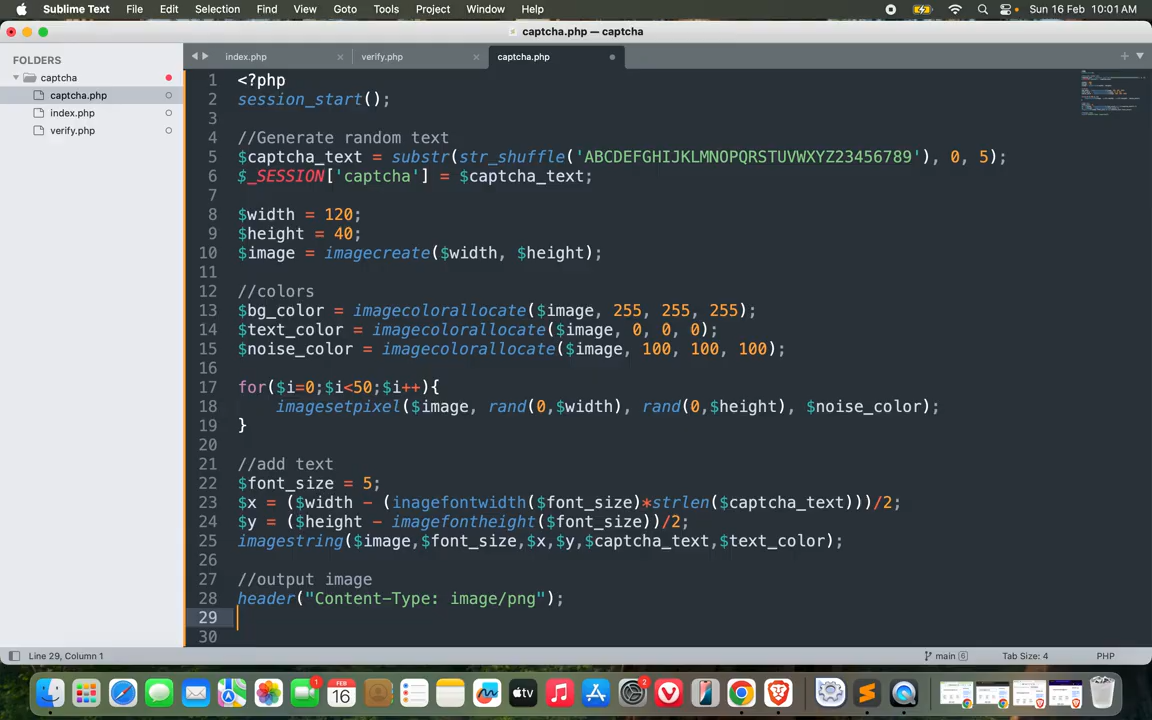 Sublime Text File Edit Selection Find View Goto Tools Project Window Help Sun 16 Feb 10:01 AM
captcha.php — captcha
FOLDERS
captcha
captcha.php
index.php
verify.php
index.php verify.php captcha.php
1 <?php
2 session_start();
3
4 //Generate random text
5 $captcha_text = substr(str_shuffle('ABCDEFGHIJKLMNOPQRSTUVWXYZ23456789'), 0, 5);
6 $_SESSION['captcha'] = $captcha_text;
7
8 $width = 120;
9 $height = 40;
10 $image = imagecreate($width, $height);
11
12 //colors
13 $bg_color = imagecolorallocate($image, 255, 255, 255);
14 $text_color = imagecolorallocate($image, 0, 0, 0);
15 $noise_color = imagecolorallocate($image, 100, 100, 100);
16
17 for($i=0;$i<50;$i++){
18 imagesetpixel($image, rand(0,$width), rand(0,$height), $noise_color);
19 }
20
21 //add text
22 $font_size = 5;
23 $x = ($width - (inagefontwidth($font_size)*strlen($captcha_text)))/2;
24 $y = ($height - imagefontheight($font_size))/2;
25 imagestring($image,$font_size,$x,$y,$captcha_text,$text_color);
26
27 //output image
28 header("Content-Type: image/png");
29
30
Line 29, Column 1 main 6 Tab Size: 4 PHP
1
FEB
16
tv
2